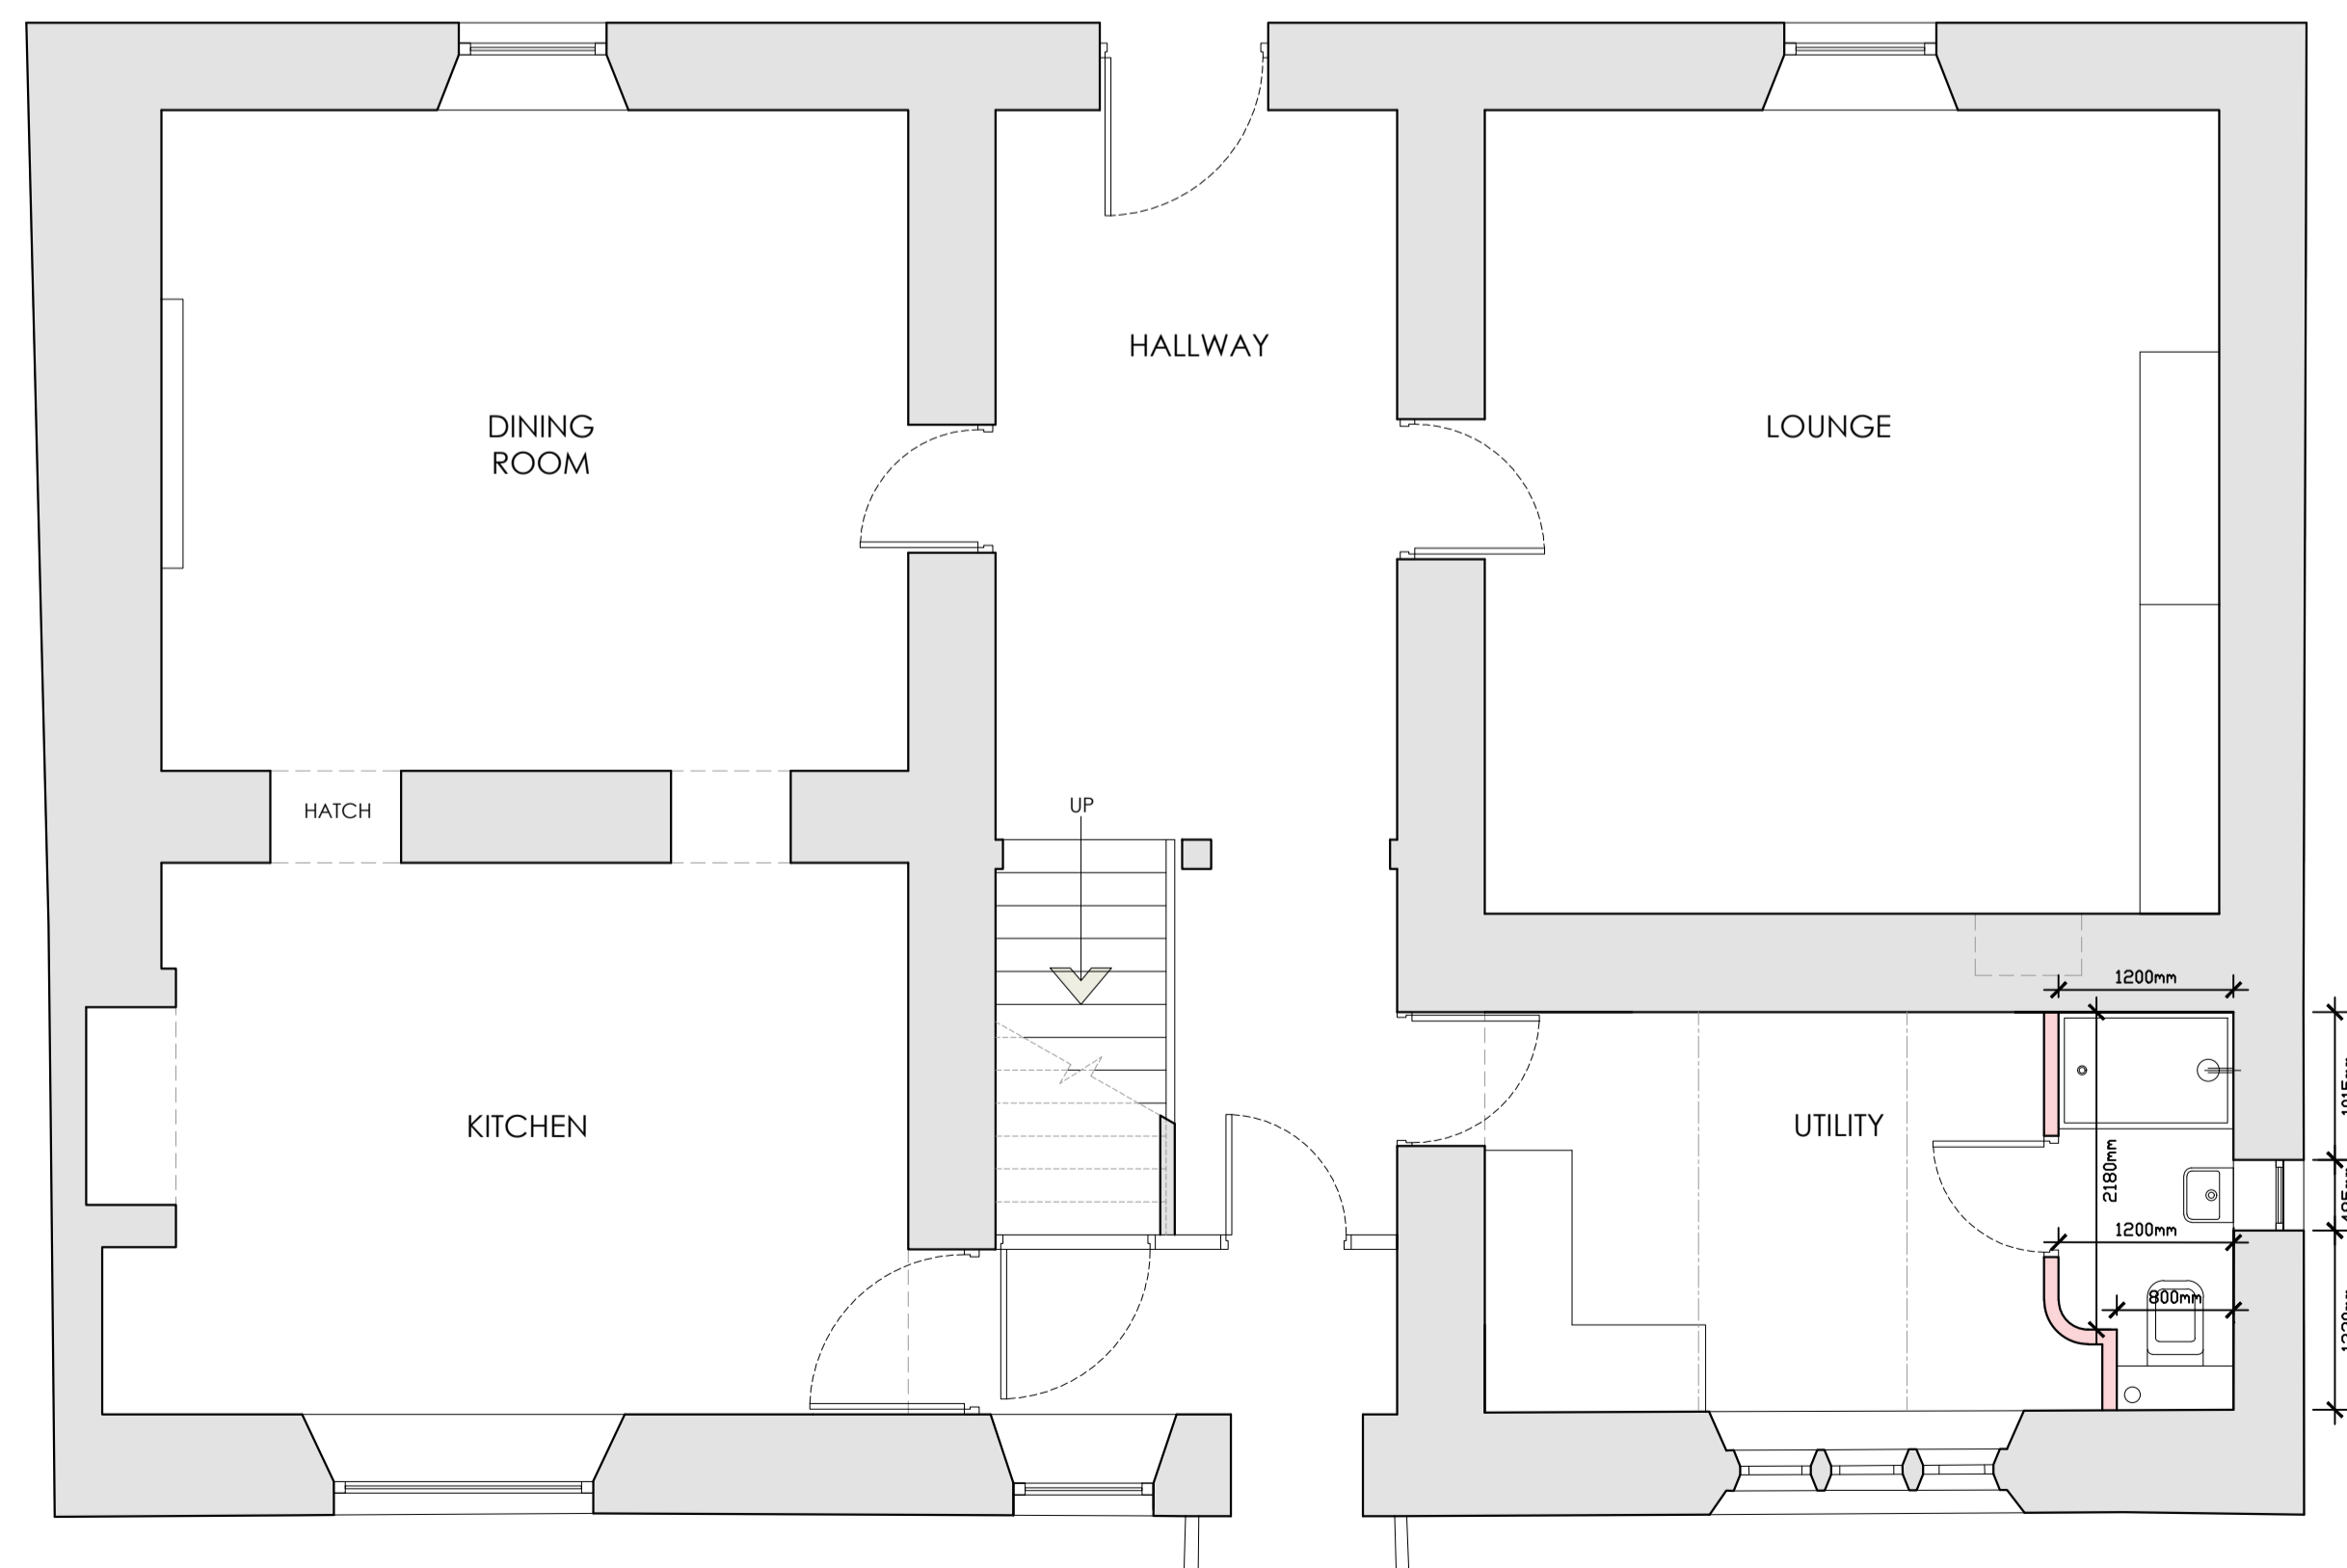 HALLWAY
DINING
ROOM
LOUNGE
HATCH
UP
1200mm
KITCHEN
UTILITY
2180mm
1200mm
800mm